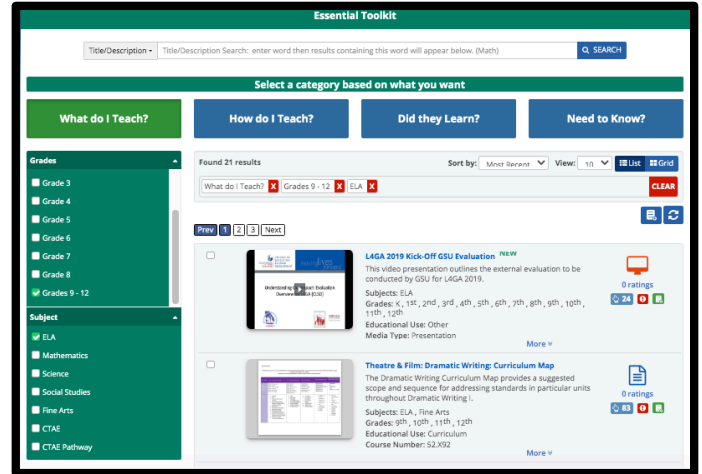 Essential Toolkit
Title/Description
Title/Description Search: enter word then results containing this word will appear below. (Math)
SEARCH
Select a category based on what you want
What do I Teach?
How do I Teach?
Did they Learn?
Need to Know?
Grades
Grade 3
Grade 4
Grade 5
Grade 6
Grade 7
Grade 8
Grades 9 - 12
Subject
ELA
Mathematics
Science
Social Studies
Fine Arts
CTAE
CTAE Pathway
Found 21 results
Sort by: Most Recent View: 10 List Grid
What do I Teach? X Grades 9 - 12 X ELA X
CLEAR
Prev 1 2 3 Next
L4GA 2019 Kick-Off GSU Evaluation NEW
This video presentation outlines the external evaluation to be
conducted by GSU for L4GA 2019.
Subjects: ELA
Grades: K, 1st, 2nd, 3rd, 4th, 5th, 6th, 7th, 8th, 9th, 10th,
11th, 12th
Educational Use: Other
Media Type: Presentation
More
0 ratings
24
Theatre & Film: Dramatic Writing: Curriculum Map
The Dramatic Writing Curriculum Map provides a suggested
scope and sequence for addressing standards in particular units
throughout Dramatic Writing I.
Subjects: ELA, Fine Arts
Grades: 9th, 10th, 11th, 12th
Educational Use: Curriculum
Course Number: 52.X92
More
0 ratings
83